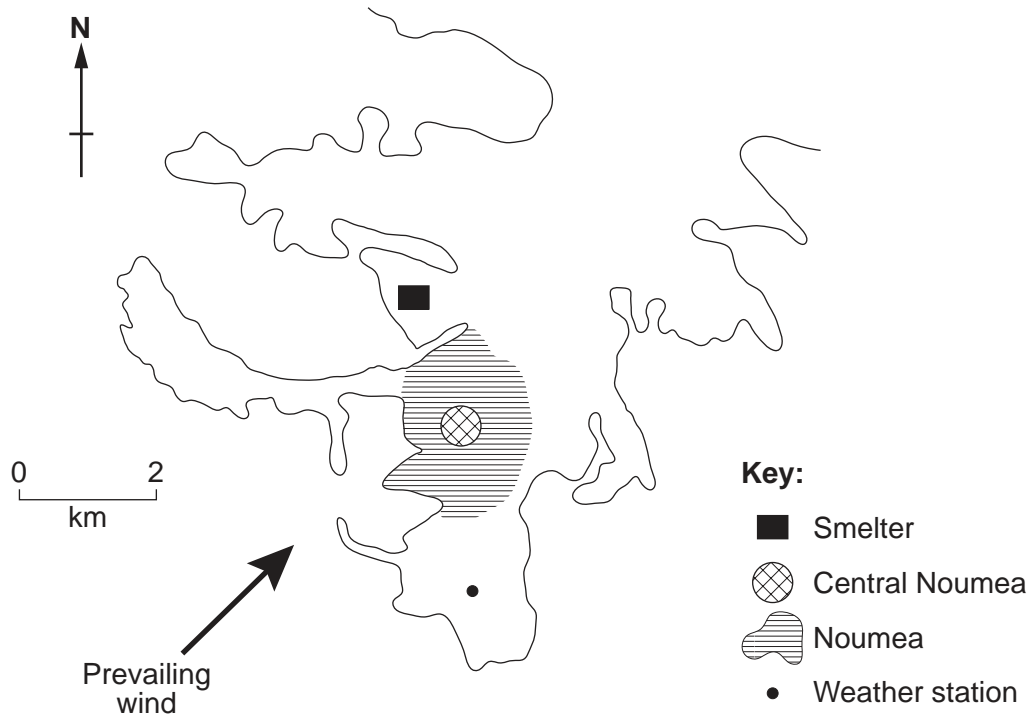 N
0 2
km
Prevailing
wind
Key:
Smelter
Central Noumea
Noumea
Weather station